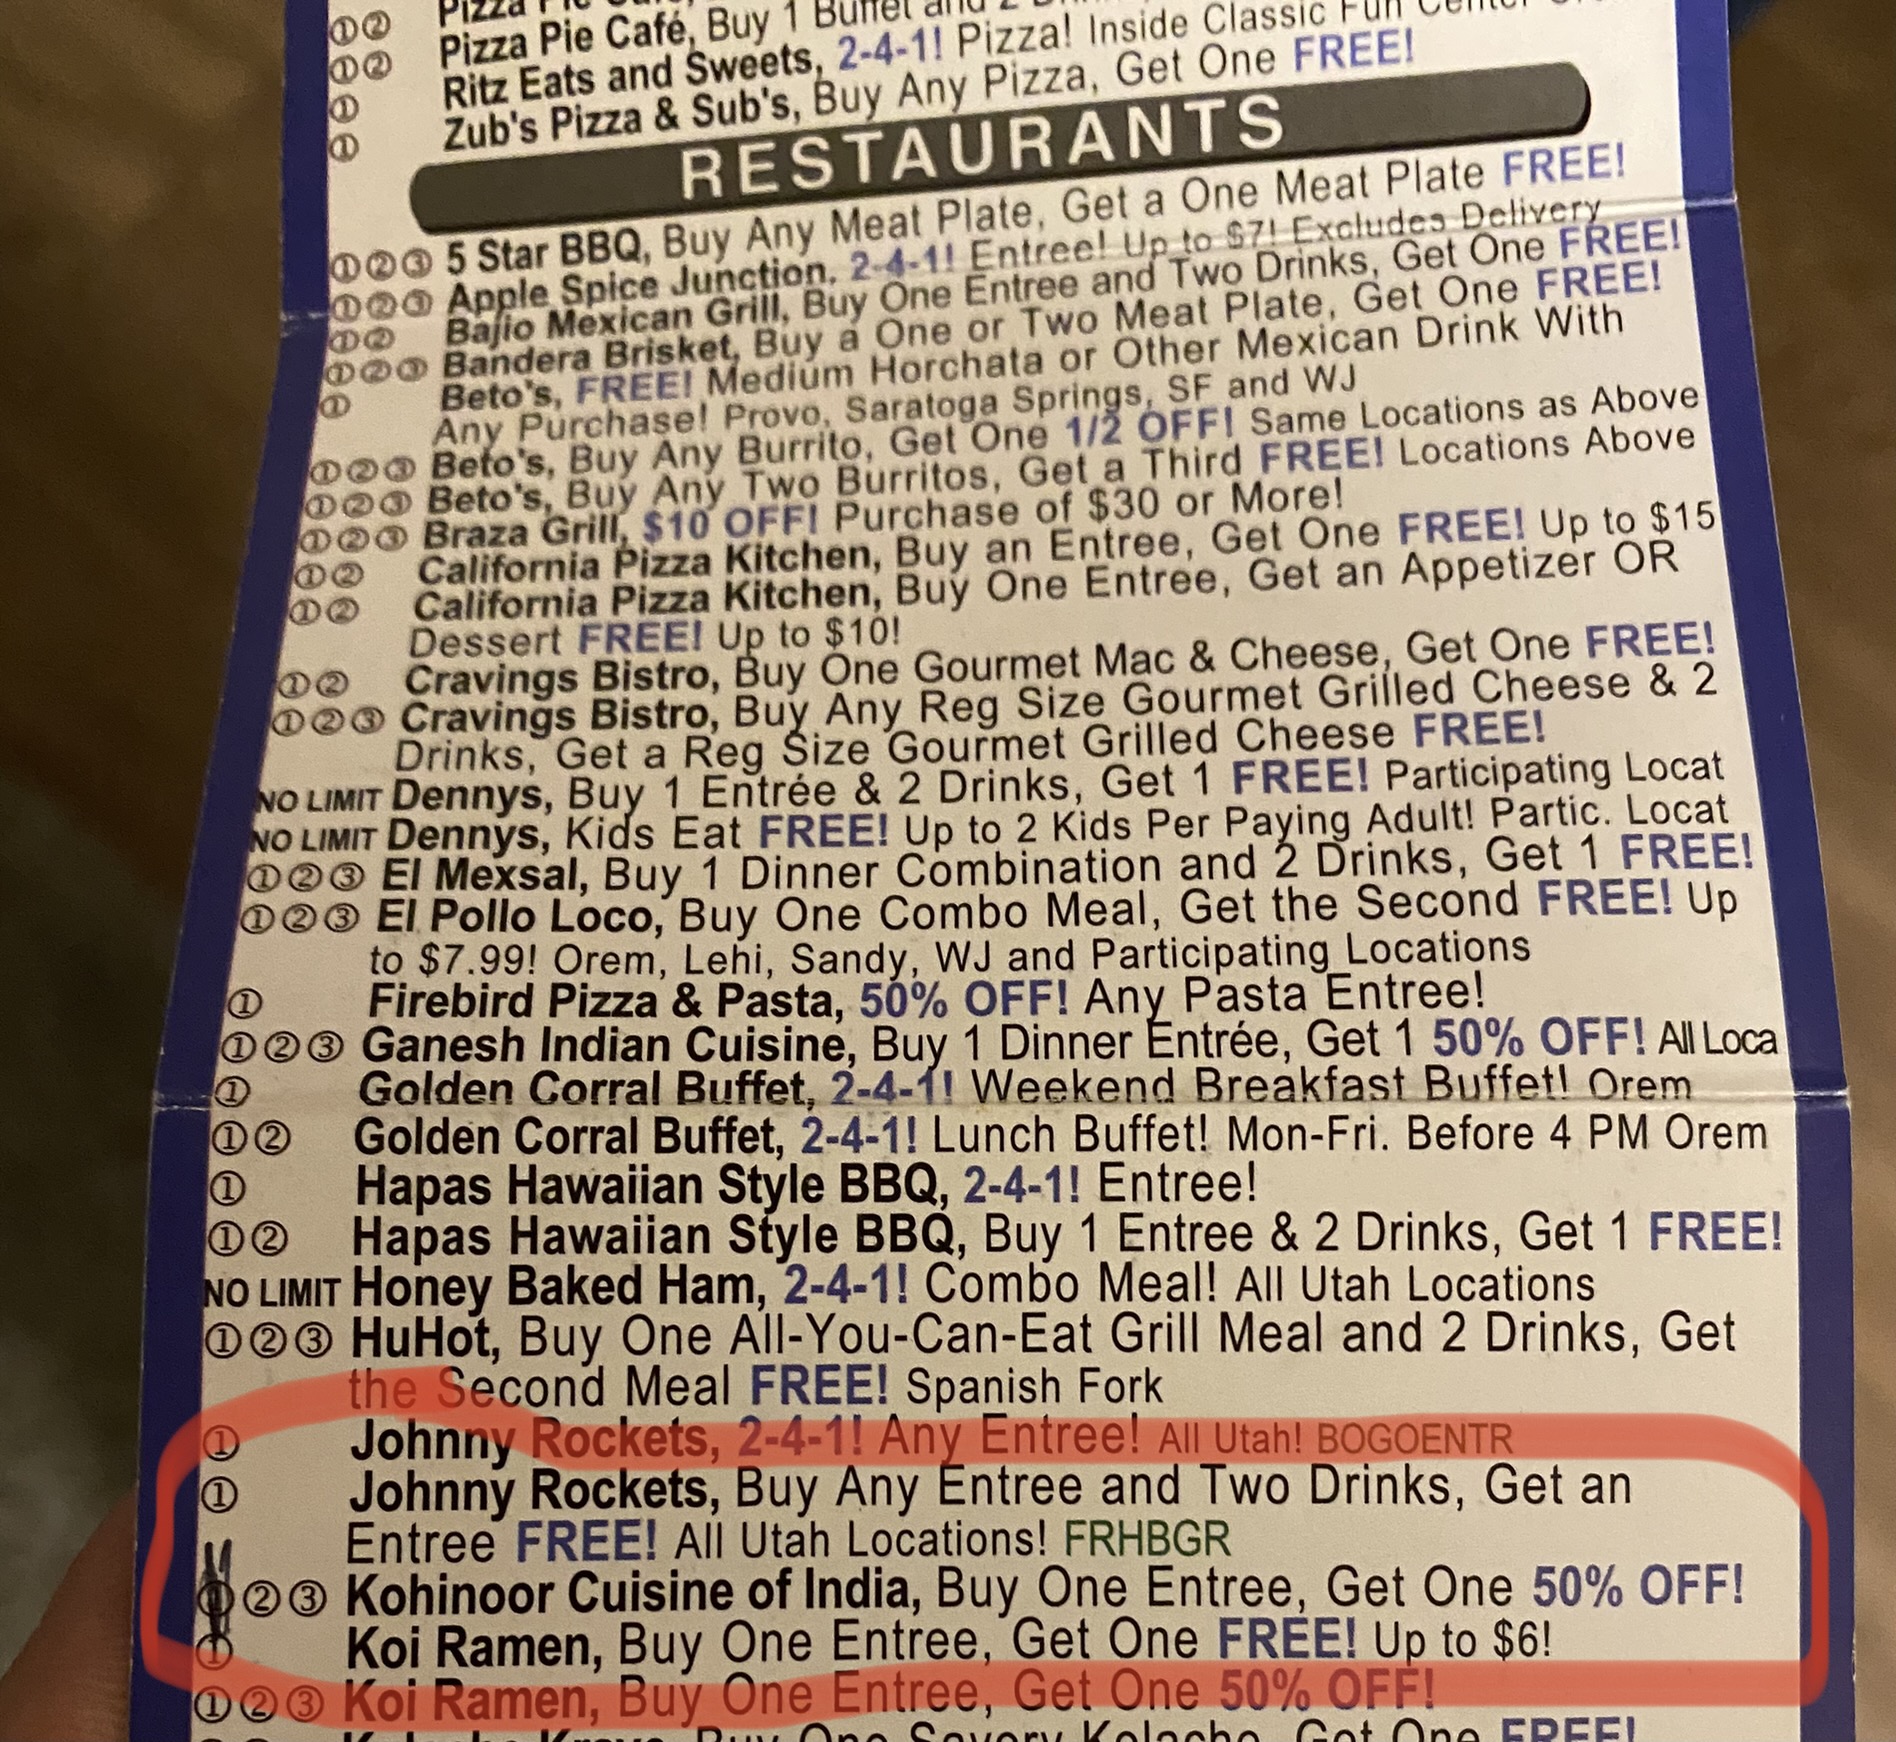 ①② Pizza
①② Pizza Pie Café, Buy 1 Buffet and 2
① Ritz Eats and Sweets, 2-4-1! Pizza! Inside Classic Fun Center
① Zub's Pizza & Sub's, Buy Any Pizza, Get One FREE!
RESTAURANTS
①②③ 5 Star BBQ, Buy Any Meat Plate, Get a One Meat Plate FREE!
①②③ Apple Spice Junction, 2-4-1! Entree! Up to $7! Excludes Delivery
①② Bajio Mexican Grill, Buy One Entree and Two Drinks, Get One FREE!
①②③ Bandera Brisket, Buy a One or Two Meat Plate, Get One FREE!
① Beto's, FREE! Medium Horchata or Other Mexican Drink With
Any Purchase! Provo, Saratoga Springs, SF and WJ
①②③ Beto's, Buy Any Burrito, Get One 1/2 OFF! Same Locations as Above
①②③ Beto's, Buy Any Two Burritos, Get a Third FREE! Locations Above
①②③ Braza Grill, $10 OFF! Purchase of $30 or More!
①② California Pizza Kitchen, Buy an Entree, Get One FREE! Up to $15
①② California Pizza Kitchen, Buy One Entree, Get an Appetizer OR
Dessert FREE! Up to $10!
①② Cravings Bistro, Buy One Gourmet Mac & Cheese, Get One FREE!
①②③ Cravings Bistro, Buy Any Reg Size Gourmet Grilled Cheese & 2
Drinks, Get a Reg Size Gourmet Grilled Cheese FREE!
NO LIMIT Dennys, Buy 1 Entrée & 2 Drinks, Get 1 FREE! Participating Locat
NO LIMIT Dennys, Kids Eat FREE! Up to 2 Kids Per Paying Adult! Partic. Locat
①②③ El Mexsal, Buy 1 Dinner Combination and 2 Drinks, Get 1 FREE!
①②③ El Pollo Loco, Buy One Combo Meal, Get the Second FREE! Up
to $7.99! Orem, Lehi, Sandy, WJ and Participating Locations
① Firebird Pizza & Pasta, 50% OFF! Any Pasta Entree!
①②③ Ganesh Indian Cuisine, Buy 1 Dinner Entrée, Get 1 50% OFF! All Loca
① Golden Corral Buffet, 2-4-1! Weekend Breakfast Buffet! Orem
①② Golden Corral Buffet, 2-4-1! Lunch Buffet! Mon-Fri. Before 4 PM Orem
① Hapas Hawaiian Style BBQ, 2-4-1! Entree!
①② Hapas Hawaiian Style BBQ, Buy 1 Entree & 2 Drinks, Get 1 FREE!
NO LIMIT Honey Baked Ham, 2-4-1! Combo Meal! All Utah Locations
①②③ HuHot, Buy One All-You-Can-Eat Grill Meal and 2 Drinks, Get
the Second Meal FREE! Spanish Fork
① Johnny Rockets, 2-4-1! Any Entree! All Utah! BOGOENTR
① Johnny Rockets, Buy Any Entree and Two Drinks, Get an
Entree FREE! All Utah Locations! FRHBGR
①②③ Kohinoor Cuisine of India, Buy One Entree, Get One 50% OFF!
① Koi Ramen, Buy One Entree, Get One FREE! Up to $6!
①②③ Koi Ramen, Buy One Entree, Get One 50% OFF!
Buy One Savory Kolache, Get One FREE!